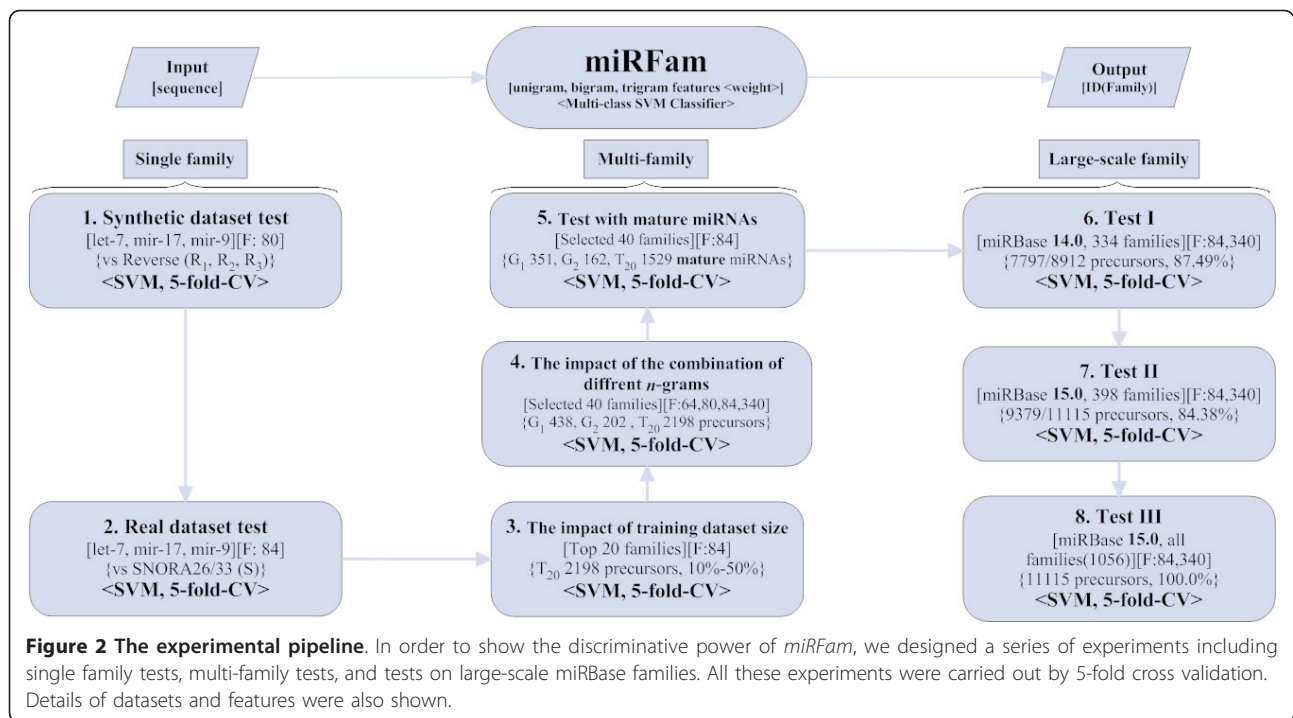 Input
[sequence]
miRFam
[unigram, bigram, trigram features <weight>]
<Multi-class SVM Classifier>
Output
[ID(Family)]
Single family
1. Synthetic dataset test
[let-7, mir-17, mir-9][F: 80]
{vs Reverse (R1, R2, R3)}
<SVM, 5-fold-CV>
2. Real dataset test
[let-7, mir-17, mir-9][F: 84]
{vs SNORA26/33 (S)}
<SVM, 5-fold-CV>
Multi-family
5. Test with mature miRNAs
[Selected 40 families][F:84]
{G1 351, G2 162, T20 1529 mature miRNAs}
<SVM, 5-fold-CV>
4. The impact of the combination of
diffrent n-grams
[Selected 40 families][F:64,80,84,340]
{G1 438, G2 202 , T20 2198 precursors}
<SVM, 5-fold-CV>
3. The impact of training dataset size
[Top 20 families][F:84]
{T20 2198 precursors, 10%-50%}
<SVM, 5-fold-CV>
Large-scale family
6. Test I
[miRBase 14.0, 334 families][F:84,340]
{7797/8912 precursors, 87.49%}
<SVM, 5-fold-CV>
7. Test II
[miRBase 15.0, 398 families][F:84,340]
{9379/11115 precursors, 84.38%}
<SVM, 5-fold-CV>
8. Test III
[miRBase 15.0, all
families(1056)][F:84,340]
{11115 precursors, 100.0%}
<SVM, 5-fold-CV>
Figure 2 The experimental pipeline. In order to show the discriminative power of miRFam, we designed a series of experiments including
single family tests, multi-family tests, and tests on large-scale miRBase families. All these experiments were carried out by 5-fold cross validation.
Details of datasets and features were also shown.